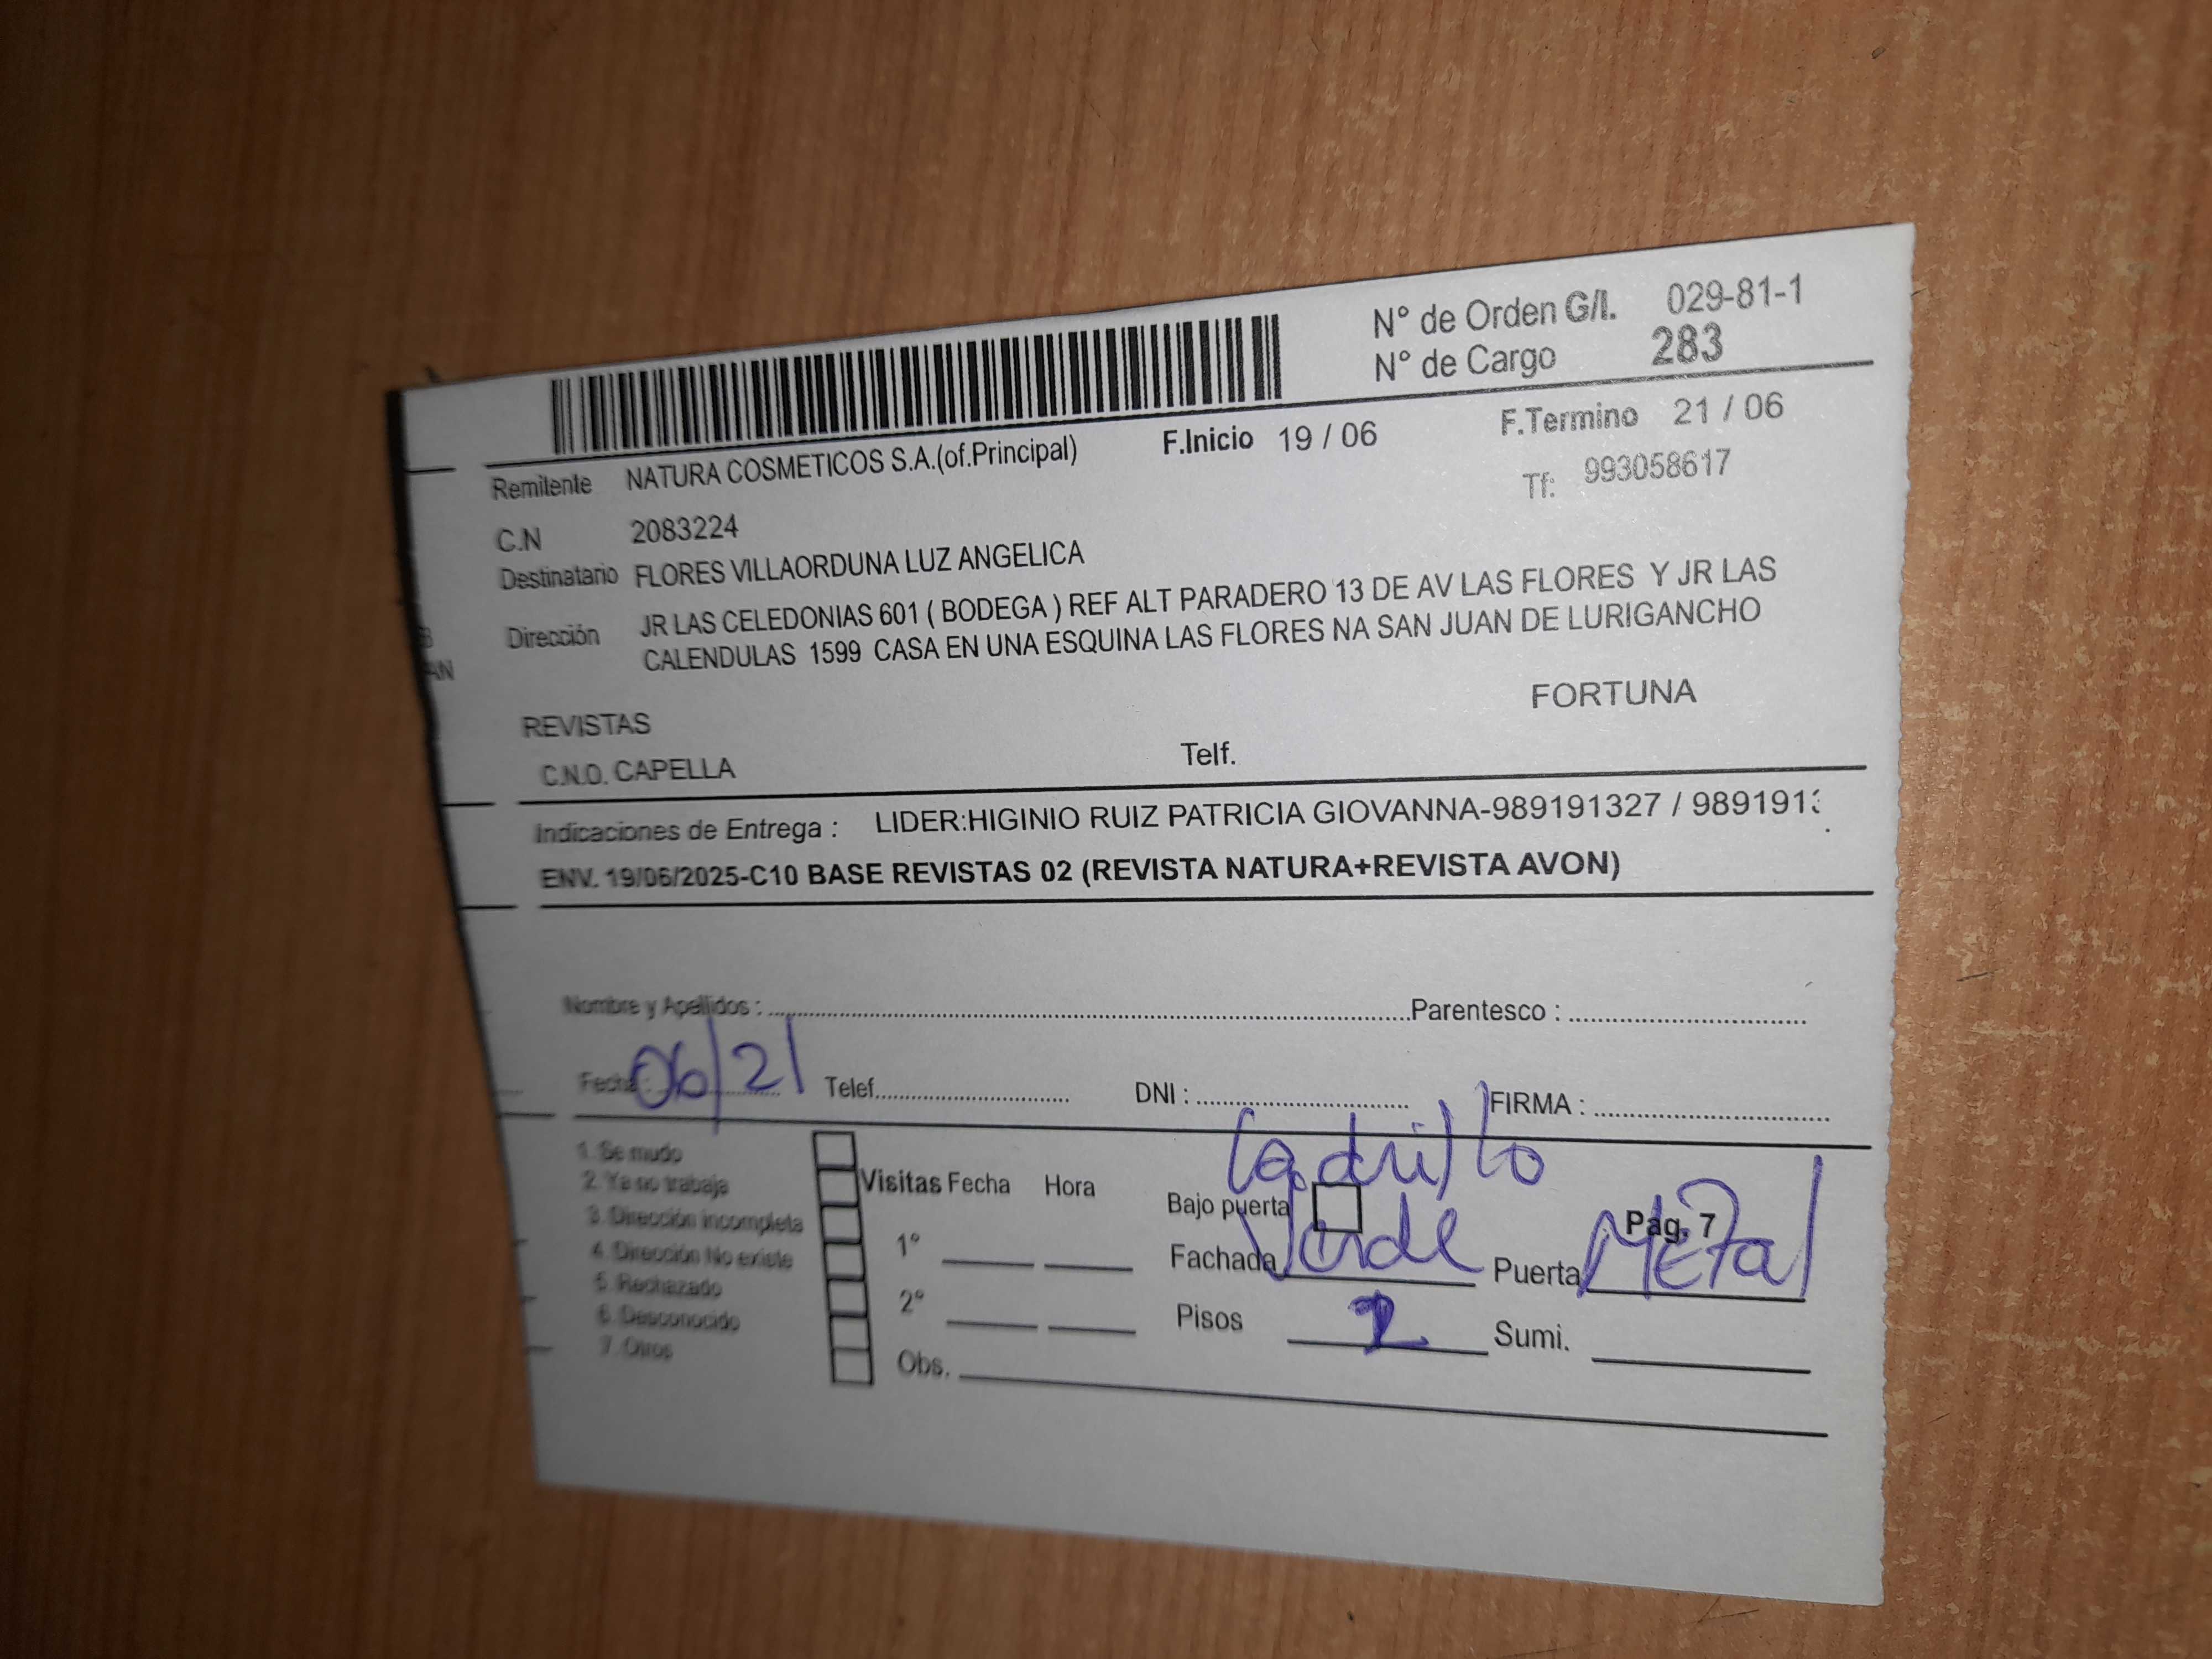 N° de Orden G/I. 029-81-1
N° de Cargo 283
Remitente NATURA COSMETICOS S.A.(of.Principal) F.Inicio 19 / 06 F.Termino 21 / 06
C.N 2083224 Tf: 993058617
Destinatario FLORES VILLAORDUNA LUZ ANGELICA
Dirección JR LAS CELEDONIAS 601 ( BODEGA ) REF ALT PARADERO 13 DE AV LAS FLORES Y JR LAS
CALENDULAS 1599 CASA EN UNA ESQUINA LAS FLORES NA SAN JUAN DE LURIGANCHO
AN
REVISTAS FORTUNA
C.N.O. CAPELLA Telf.
Indicaciones de Entrega : LIDER:HIGINIO RUIZ PATRICIA GIOVANNA-989191327 / 989191
ENV. 19/06/2025-C10 BASE REVISTAS 02 (REVISTA NATURA+REVISTA AVON)
Nombre y Apellidos : Parentesco :
Fecha : 06/21 Telef. DNI : FIRMA :
1. Se mudo
2. Ya no trabaja
3. Dirección incompleta
4. Dirección No existe
5. Rechazado
6. Desconocido
7. Otros
Visitas Fecha Hora
1°
2°
Obs.
Ladrillo
Bajo puerta Pag. 7
Fachada Verde Puerta Metal
Pisos 2 Sumi.